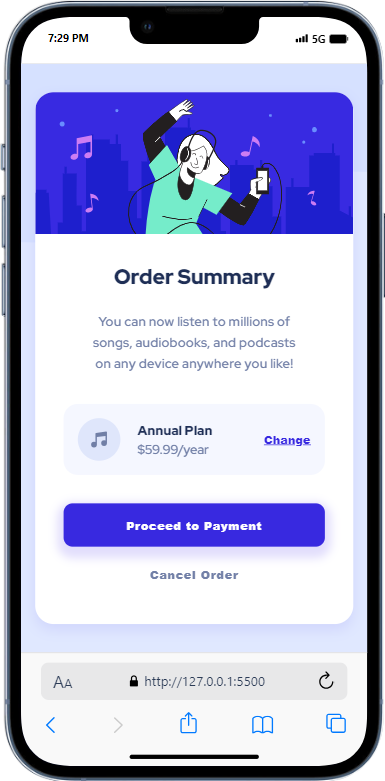 7:29 PM
5G
Order Summary
You can now listen to millions of
songs, audiobooks, and podcasts
on any device anywhere you like!
Annual Plan
$59.99/year
Change
Proceed to Payment
Cancel Order
AA
http://127.0.0.1:5500